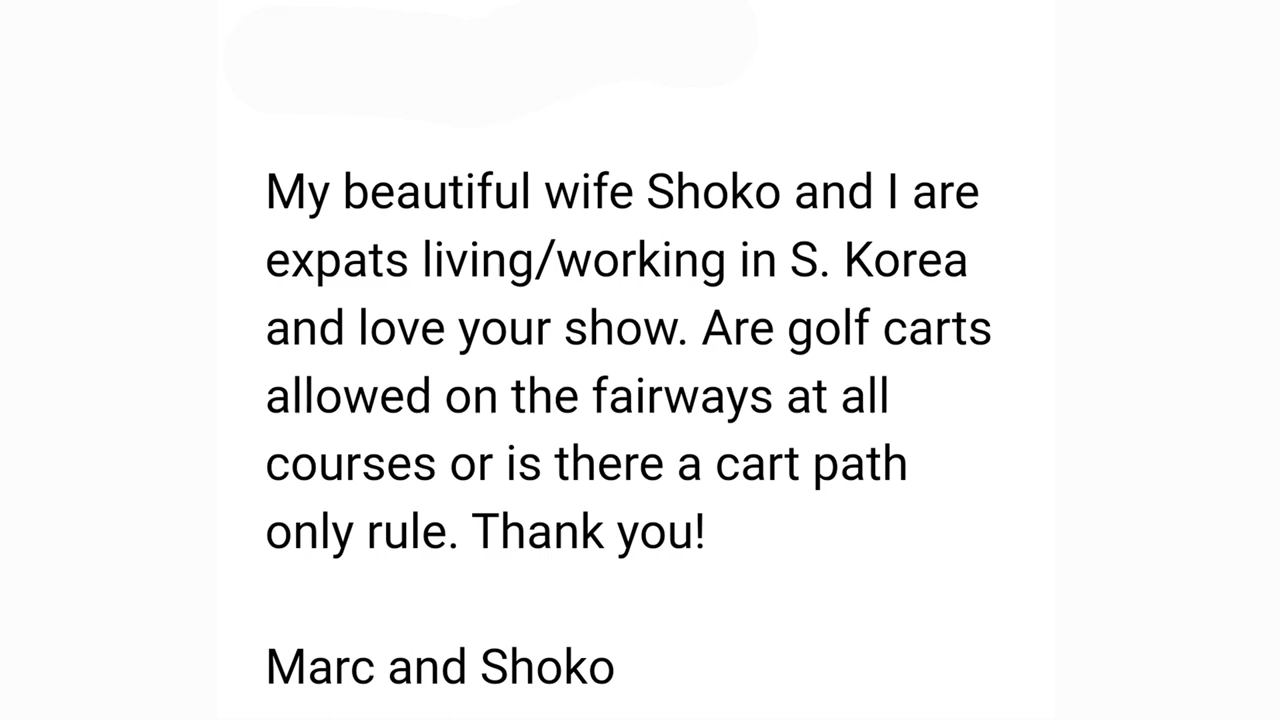 My beautiful wife Shoko and I are
expats living/working in S. Korea
and love your show. Are golf carts
allowed on the fairways at all
courses or is there a cart path
only rule. Thank you!
Marc and Shoko